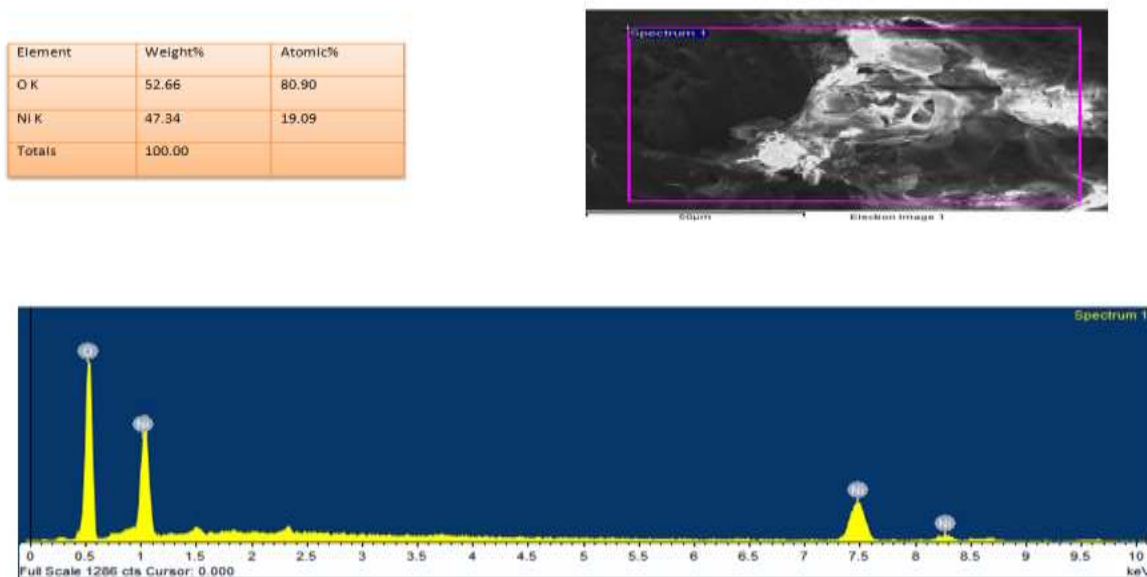 Element Weight% Atomic%
O K 52.66 80.90
Ni K 47.34 19.09
Totals 100.00
Spectrum 1
60µm Electron Image 1
Spectrum 1
O
Ni
Ni
Ni
0 0.5 1 1.5 2 2.5 3 3.5 4 4.5 5 5.5 6 6.5 7 7.5 8 8.5 9 9.5 10
Full Scale 1286 cts Cursor: 0.000 keV